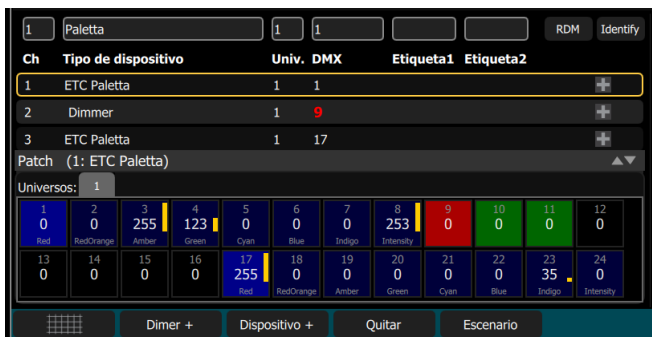 1 Paletta 1 1 RDM Identify
Ch Tipo de dispositivo Univ. DMX Etiqueta1 Etiqueta2
1 ETC Paletta 1 1
2 Dimmer 1 9
3 ETC Paletta 1 17
Patch (1: ETC Paletta)
Universos: 1
1 2 3 4 5 6 7 8 9 10 11 12
0 0 255 123 0 0 0 253 0 0 0 0
Red RedOrange Amber Green Cyan Blue Indigo Intensity
13 14 15 16 17 18 19 20 21 22 23 24
0 0 0 0 255 0 0 0 0 0 35 0
Red RedOrange Amber Green Cyan Blue Indigo Intensity
Dimer + Dispositivo + Quitar Escenario